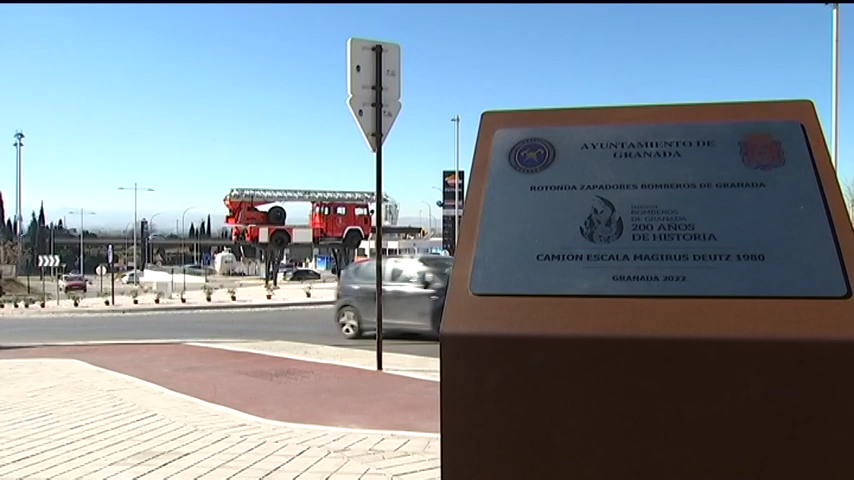 AYUNTAMIENTO DE
GRANADA
ROTONDA ZAPADORES BOMBEROS DE GRANADA
BOMBEROS
DE GRANADA
200 AÑOS
DE HISTORIA
CAMION ESCALA MAGIRUS DEUTZ 1980
GRANADA 2022